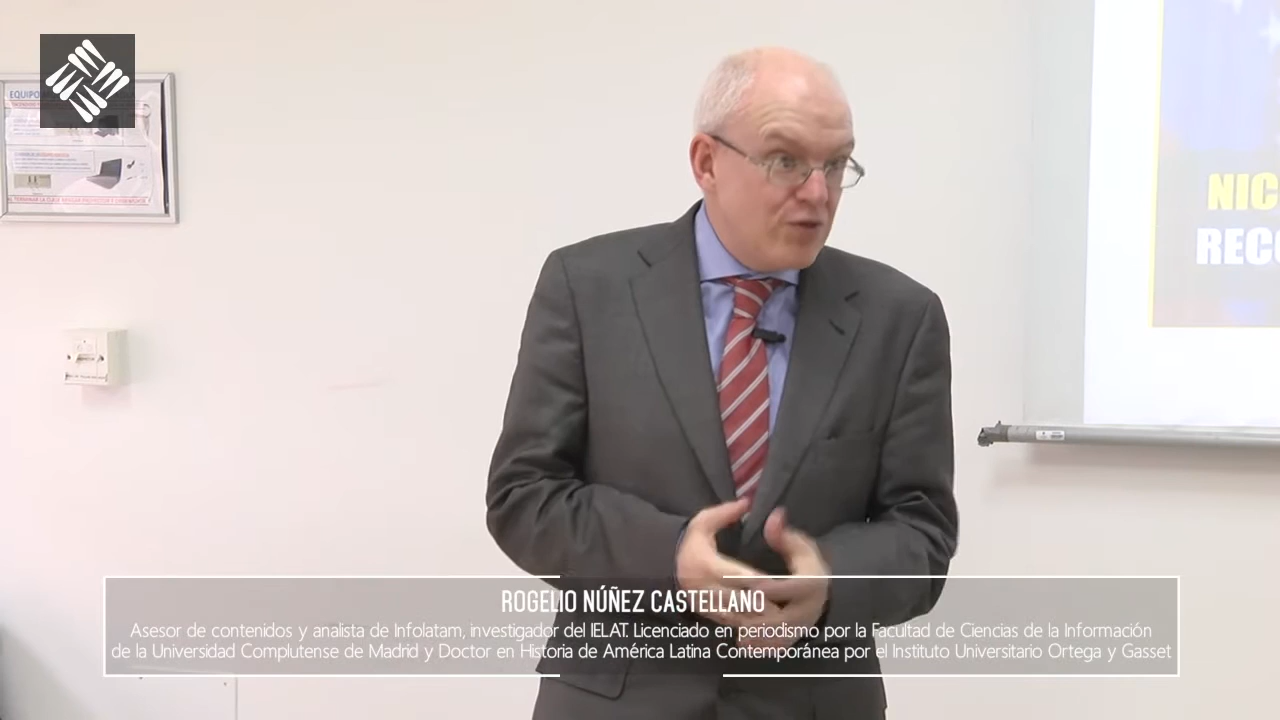 EQUIPO
NIC
RECO
ROGELIO NÚÑEZ CASTELLANO
Asesor de contenidos y analista de Infolatam, investigador del IELAT. Licenciado en periodismo por la Facultad de Ciencias de la Información
de la Universidad Complutense de Madrid y Doctor en Historia de América Latina Contemporánea por el Instituto Universitario Ortega y Gasset